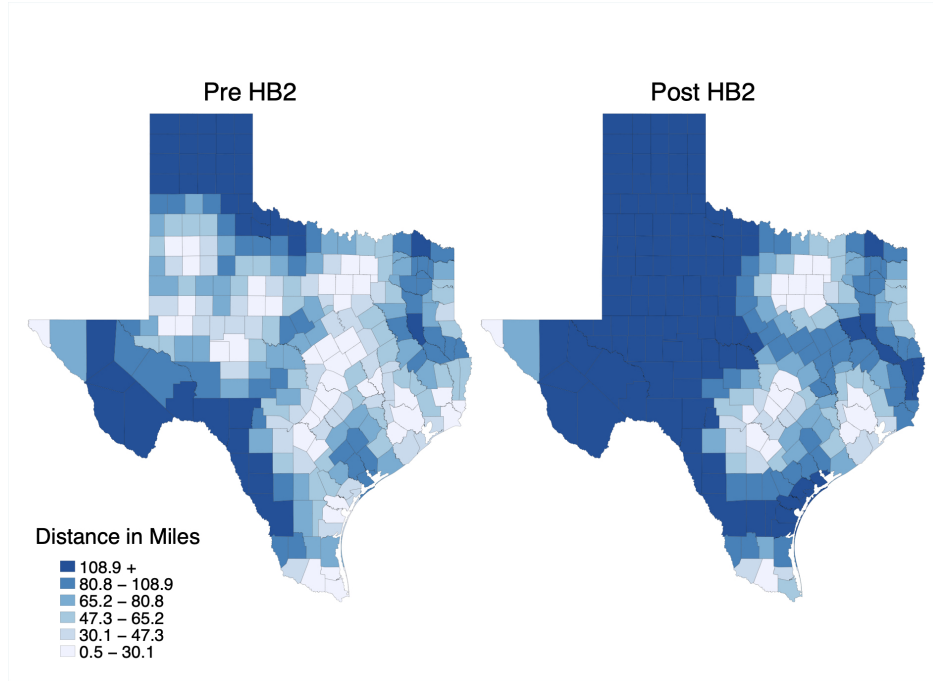 Pre HB2
Post HB2
Distance in Miles
108.9 +
80.8 – 108.9
65.2 – 80.8
47.3 – 65.2
30.1 – 47.3
0.5 – 30.1